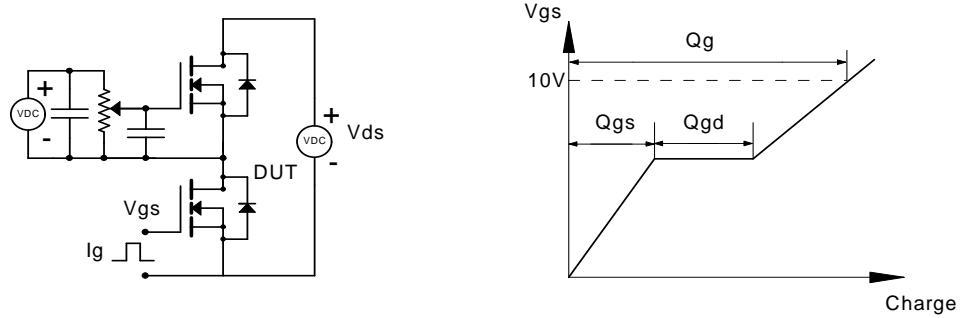 +
VDC
-
Vgs
Ig
DUT
+
VDC
-
Vds
Vgs
Qg
10V
Qgs
Qgd
Charge